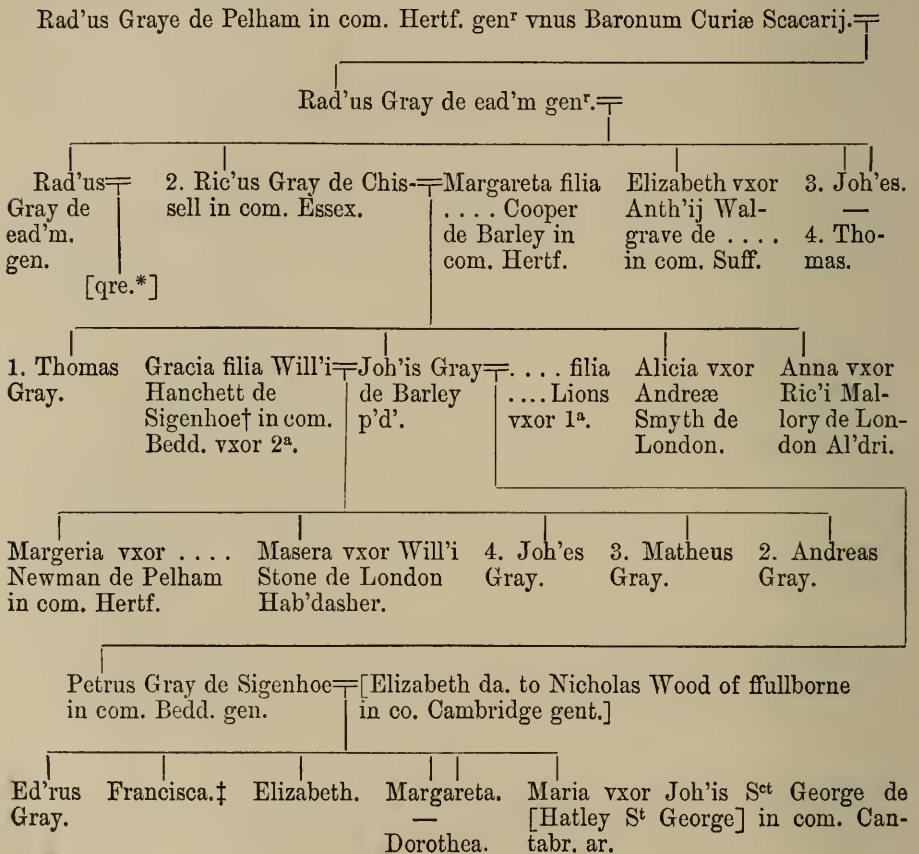 Rad'us Graye de Pelham in com. Hertf. genʳ vnus Baronum Curiæ Scacarij.
Rad'us Gray de ead'm genʳ.
Rad'us
Gray de
ead'm.
gen.
[qre.*]
2. Ric'us Gray de Chis-
sell in com. Essex.
Margareta filia
. . . . Cooper
de Barley in
com. Hertf.
Elizabeth vxor
Anth'ij Wal-
grave de . . . .
in com. Suff.
3. Joh'es.
—
4. Tho-
mas.
1. Thomas
Gray.
Gracia filia Will'i
Hanchett de
Sigenhoe† in com.
Bedd. vxor 2ᵃ.
Joh'is Gray
de Barley
p'd'.
. . . . filia
. . . . Lions
vxor 1ᵃ.
Alicia vxor
Andreæ
Smyth de
London.
Anna vxor
Ric'i Mal-
lory de Lon-
don Al'dri.
Margeria vxor . . . .
Newman de Pelham
in com. Hertf.
Masera vxor Will'i
Stone de London
Hab'dasher.
4. Joh'es
Gray.
3. Matheus
Gray.
2. Andreas
Gray.
Petrus Gray de Sigenhoe
in com. Bedd. gen.
[Elizabeth da. to Nicholas Wood of ffullborne
in co. Cambridge gent.]
Ed'rus
Gray.
Francisca.‡
Elizabeth.
Margareta.
—
Dorothea.
Maria vxor Joh'is Sᶜᵗ George de
[Hatley Sᵗ George] in com. Can-
tabr. ar.